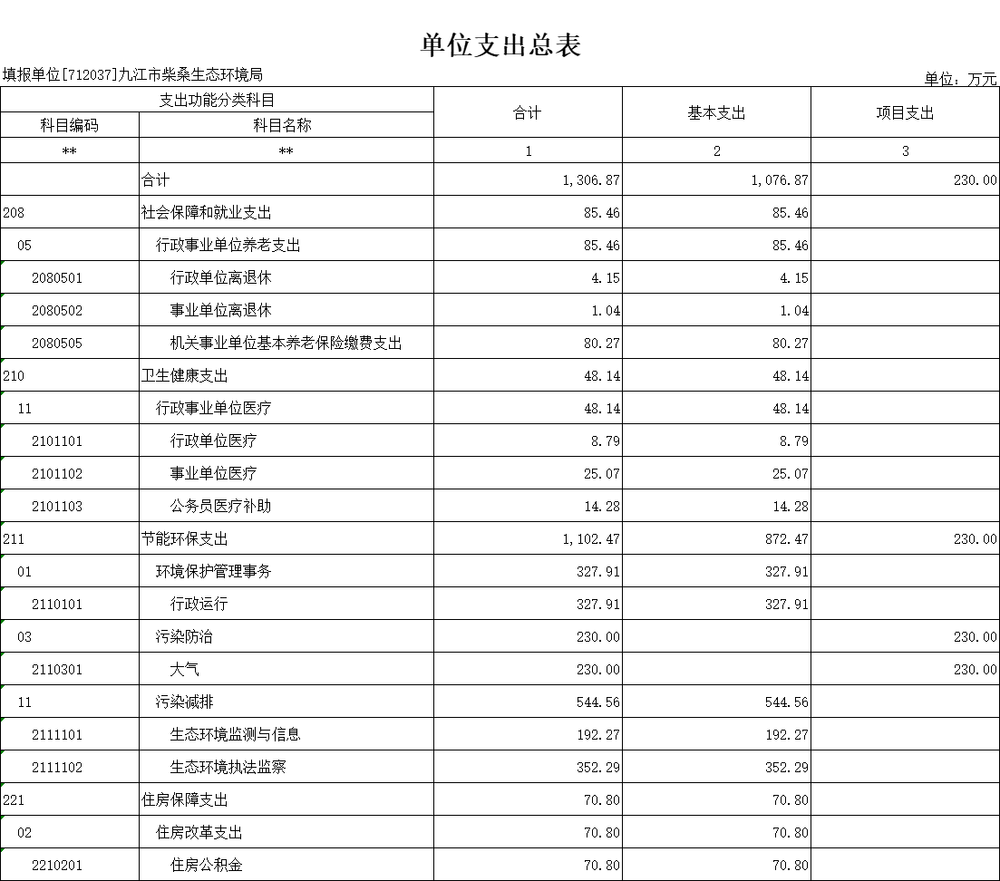 单位支出总表
填报单位[712037]九江市柴桑生态环境局
单位：万元
支出功能分类科目 合计 基本支出 项目支出
科目编码 科目名称
** ** 1 2 3
合计 1,306.87 1,076.87 230.00
208 社会保障和就业支出 85.46 85.46
05 行政事业单位养老支出 85.46 85.46
2080501 行政单位离退休 4.15 4.15
2080502 事业单位离退休 1.04 1.04
2080505 机关事业单位基本养老保险缴费支出 80.27 80.27
210 卫生健康支出 48.14 48.14
11 行政事业单位医疗 48.14 48.14
2101101 行政单位医疗 8.79 8.79
2101102 事业单位医疗 25.07 25.07
2101103 公务员医疗补助 14.28 14.28
211 节能环保支出 1,102.47 872.47 230.00
01 环境保护管理事务 327.91 327.91
2110101 行政运行 327.91 327.91
03 污染防治 230.00 230.00
2110301 大气 230.00 230.00
11 污染减排 544.56 544.56
2111101 生态环境监测与信息 192.27 192.27
2111102 生态环境执法监察 352.29 352.29
221 住房保障支出 70.80 70.80
02 住房改革支出 70.80 70.80
2210201 住房公积金 70.80 70.80